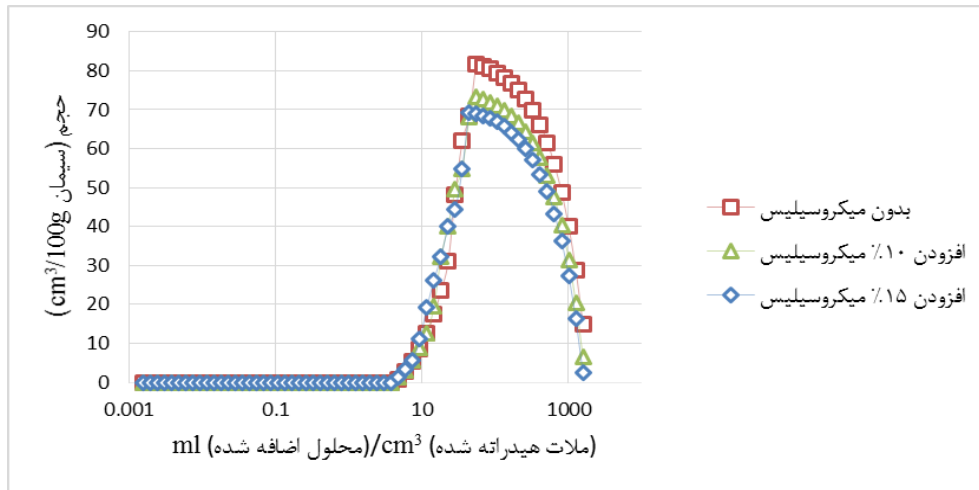 90
80
70
60
50
40
30
20
10
0
حجم (سیمان cm³/100g)
0.001
0.1
10
1000
ml (محلول اضافه شده)/cm³ (ملات هیدراته شده)
بدون میکروسیلیس
افزودن ۱۰٪ میکروسیلیس
افزودن ۱۵٪ میکروسیلیس